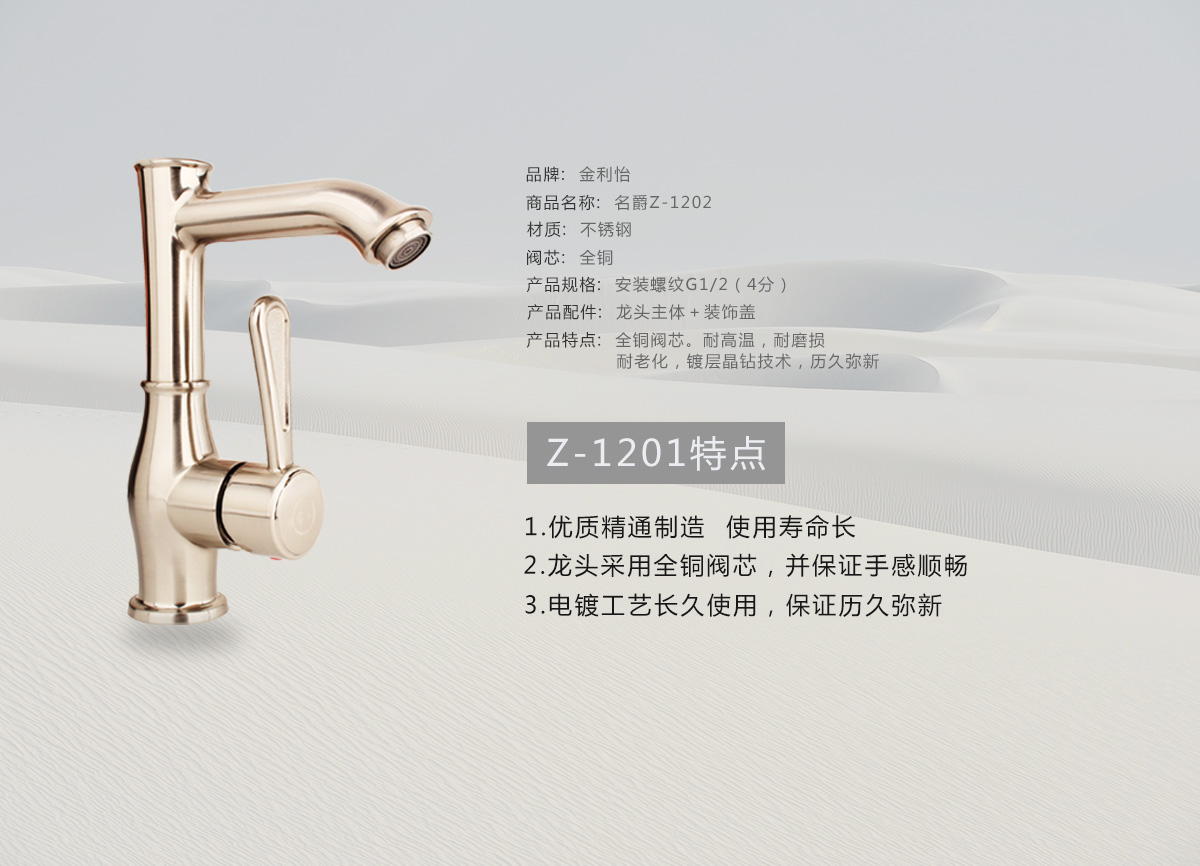 品牌: 金利怡
商品名称: 名爵Z-1202
材质: 不锈钢
阀芯: 全铜
产品规格: 安装螺纹G1/2（4分）
产品配件: 龙头主体＋装饰盖
产品特点: 全铜阀芯。耐高温，耐磨损
耐老化，镀层晶钻技术，历久弥新
Z-1201特点
1.优质精通制造 使用寿命长
2.龙头采用全铜阀芯，并保证手感顺畅
3.电镀工艺长久使用，保证历久弥新